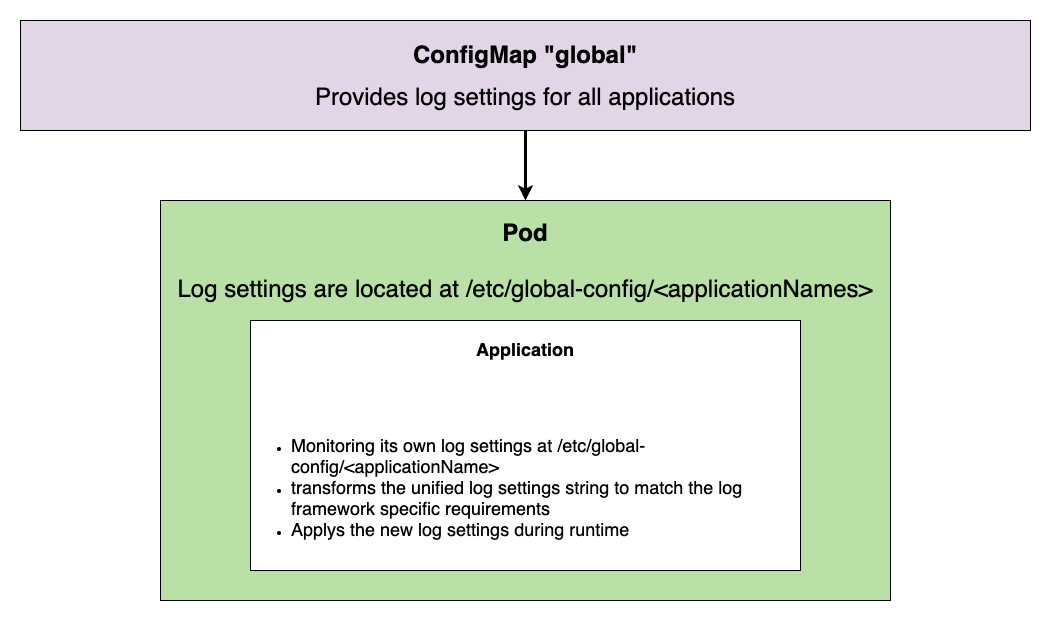 ConfigMap "global"
Provides log settings for all applications
Pod
Log settings are located at /etc/global-config/<applicationNames>
Application
• Monitoring its own log settings at /etc/global-
config/<applicationName>
• transforms the unified log settings string to match the log
framework specific requirements
• Applys the new log settings during runtime